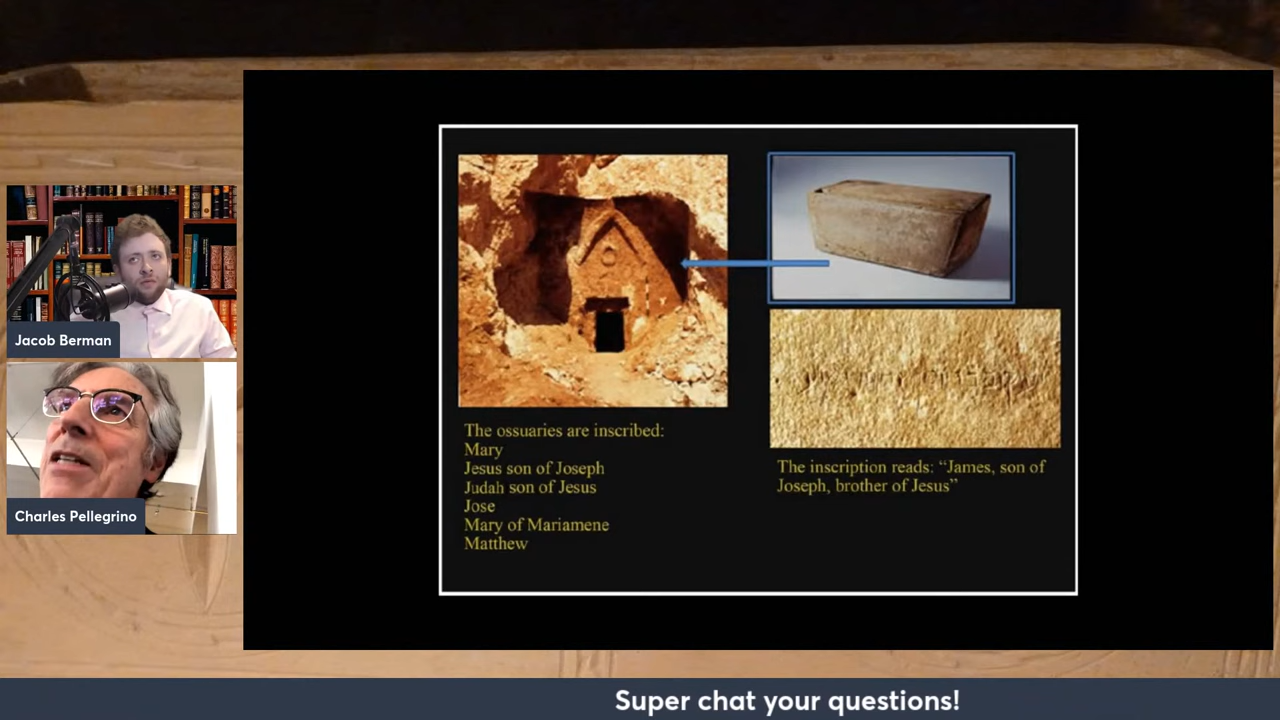 Jacob Berman
Charles Pellegrino
The ossuaries are inscribed:
Mary
Jesus son of Joseph
Judah son of Jesus
Jose
Mary of Mariamene
Matthew
The inscription reads: “James, son of
Joseph, brother of Jesus”
Super chat your questions!